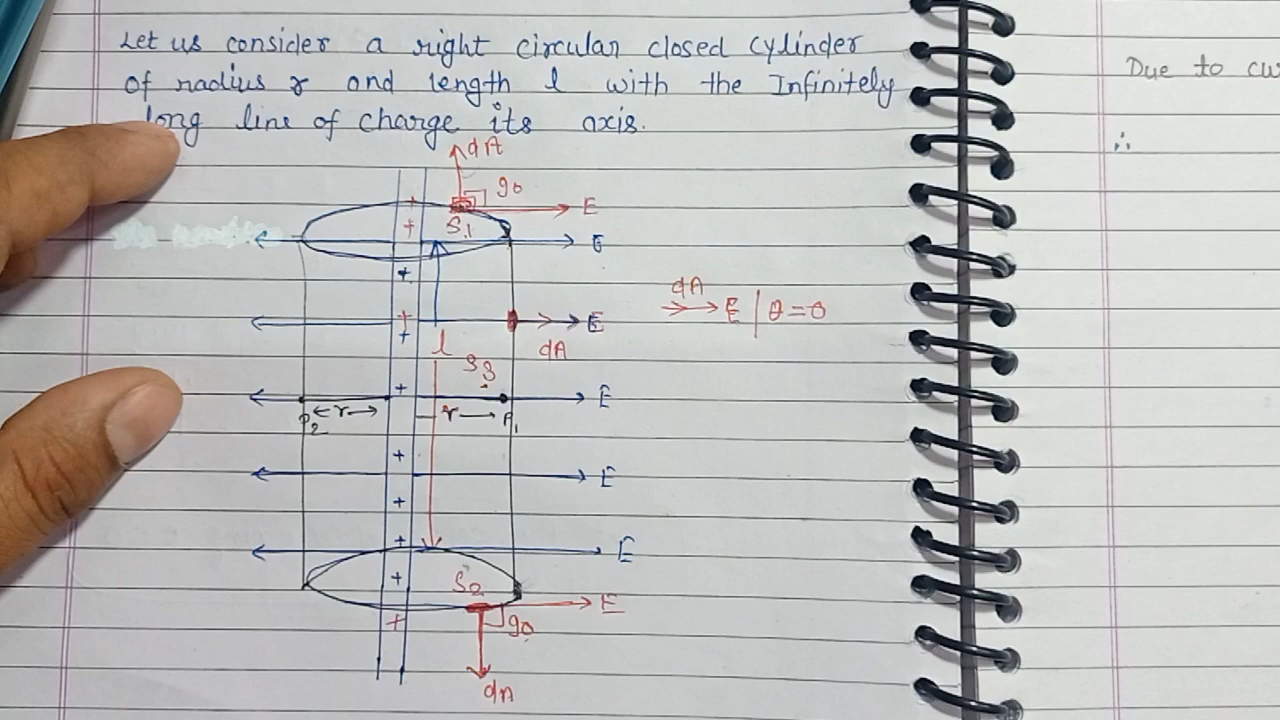 Let us consider a right circular closed cylinder
of radius r and length l with the Infinitely
long line of charge its axis.
dA
90
E
S1
E
dA
E | θ = 0
E
l
dA
S3
E
r
r
P2
P1
E
E
S2
E
90
dA
Due to
∴